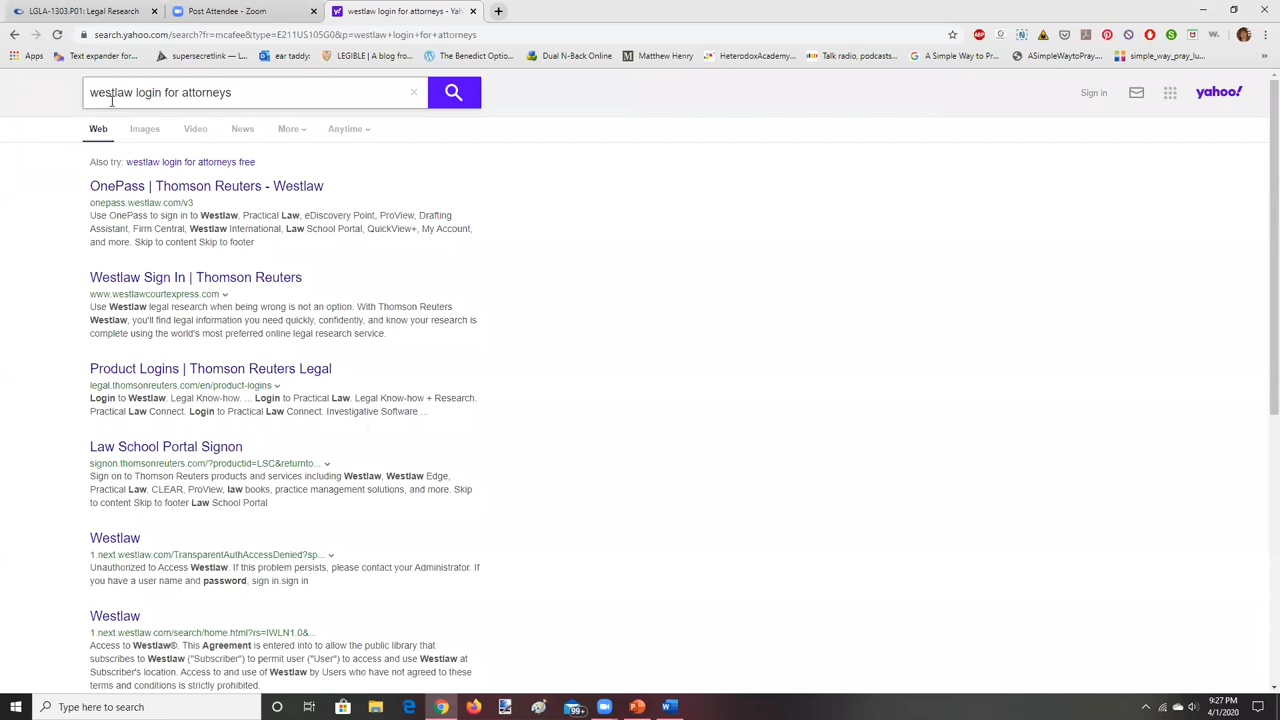 LGLA-1303.P01: Legal Resea
Post Attendee - Zoom
westlaw login for attorneys - Ya
search.yahoo.com/search?fr=mcafee&type=E211US105G0&p=westlaw+login+for+attorneys
Apps
supersecretlink - al...
ear taddy:
LEGIBLE | A blog fro...
The Benedict Option
Dual N-Back Online
Matthew Henry
HeterodoxAcademy...
Talk radio, podcasts...
A Simple Way to Pr...
ASimpleWaytoPray...
simple_way_pray_lu...
westlaw login for attorneys
Sign in
yahoo!
Web Images Video News More Anytime
Also try: westlaw login for attorneys free
OnePass | Thomson Reuters - Westlaw
onepass.westlaw.com/v3
Use OnePass to sign in to Westlaw, Practical Law, eDiscovery Point, ProView, Drafting
Assistant, Firm Central, Westlaw International, Law School Portal, QuickView+, My Account,
and more. Skip to content Skip to footer
Westlaw Sign In | Thomson Reuters
www.westlawcourtexpress.com
Use Westlaw legal research when being wrong is not an option. With Thomson Reuters
Westlaw, you'll find legal information you need quickly, confidently, and know your research is
complete using the world's most preferred online legal research service.
Product Logins | Thomson Reuters Legal
legal.thomsonreuters.com/en/product-logins
Login to Westlaw. Legal Know-how. ... Login to Practical Law. Legal Know-how + Research.
Practical Law Connect. Login to Practical Law Connect. Investigative Software ...
Law School Portal Signon
signon.thomsonreuters.com/?productid=LSC&returnto...
Sign on to Thomson Reuters products and services including Westlaw, Westlaw Edge,
Practical Law, CLEAR, ProView, law books, practice management solutions, and more. Skip
to content Skip to footer Law School Portal
Westlaw
1.next.westlaw.com/TransparentAuthAccessDenied?sp...
Unauthorized to Access Westlaw. If this problem persists, please contact your Administrator. If
you have a user name and password, sign in.sign in
Westlaw
1.next.westlaw.com/search/home.html?rs=IWLN1.0&...
Access to Westlaw®. This Agreement is entered into to allow the public library that
subscribes to Westlaw ("Subscriber") to permit user ("User") to access and use Westlaw at
Subscriber's location. Access to and use of Westlaw by Users who have not agreed to these
terms and conditions is strictly prohibited.
Type here to search
99+
9:27 PM
4/1/2020